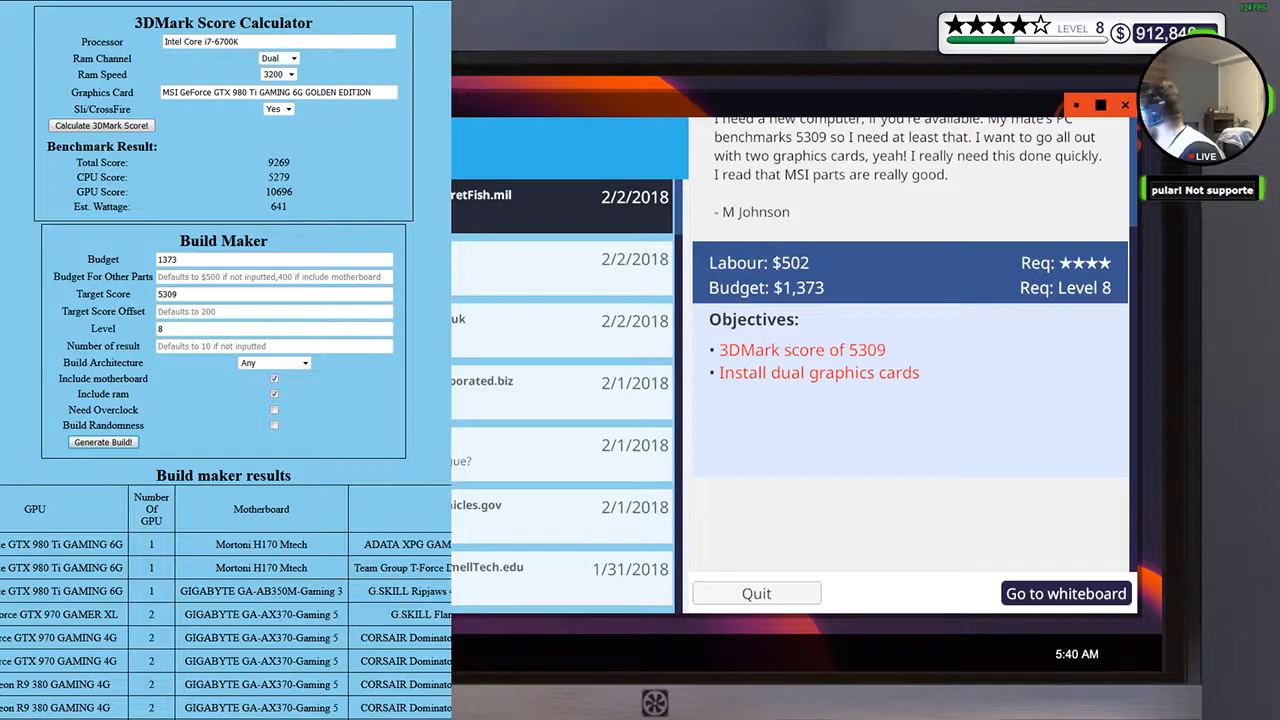 3DMark Score Calculator
Processor Intel Core i7-6700K
Ram Channel Dual
Ram Speed 3200
Graphics Card MSI GeForce GTX 980 Ti GAMING 6G GOLDEN EDITION
Sli/CrossFire Yes
Calculate 3DMark Score!
Benchmark Result:
Total Score: 9269
CPU Score: 5279
GPU Score: 10696
Est. Wattage: 641
Build Maker
Budget 1373
Budget For Other Parts Defaults to $500 if not inputted,400 if include motherboard
Target Score 5309
Target Score Offset Defaults to 200
Level 8
Number of result Defaults to 10 if not inputted
Build Architecture Any
Include motherboard
Include ram
Need Overclock
Build Randomness
Generate Build!
Build maker results
GPU Number Of GPU Motherboard
e GTX 980 Ti GAMING 6G 1 Mortoni H170 Mtech ADATA XPG GAM
e GTX 980 Ti GAMING 6G 1 Mortoni H170 Mtech Team Group T-Force D
e GTX 980 Ti GAMING 6G 1 GIGABYTE GA-AB350M-Gaming 3 G.SKILL Ripjaws 4
orce GTX 970 GAMER XL 2 GIGABYTE GA-AX370-Gaming 5 G.SKILL Flar
rce GTX 970 GAMING 4G 2 GIGABYTE GA-AX370-Gaming 5 CORSAIR Dominato
rce GTX 970 GAMING 4G 2 GIGABYTE GA-AX370-Gaming 5 CORSAIR Dominato
eon R9 380 GAMING 4G 2 GIGABYTE GA-AX370-Gaming 5 CORSAIR Dominato
eon R9 380 GAMING 4G 2 GIGABYTE GA-AX370-Gaming 5 CORSAIR Dominato
124 FPS
LEVEL 8 $ 912,84
LIVE
pular! Not supporte
retFish.mil 2/2/2018
2/2/2018
uk 2/2/2018
porated.biz 2/1/2018
gue? 2/1/2018
nicles.gov 2/1/2018
mellTech.edu 1/31/2018
I need a new computer, if you're available. My mate's PC
benchmarks 5309 so I need at least that. I want to go all out
with two graphics cards, yeah! I really need this done quickly.
I read that MSI parts are really good.
- M Johnson
Labour: $502 Req: ★★★★
Budget: $1,373 Req: Level 8
Objectives:
• 3DMark score of 5309
• Install dual graphics cards
Quit Go to whiteboard
5:40 AM